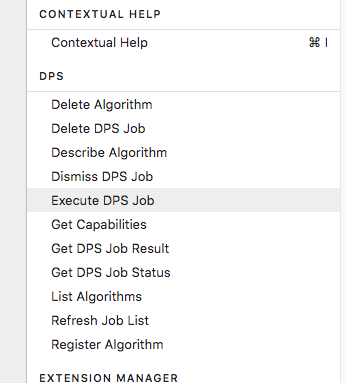 CONTEXTUAL HELP
Contextual Help ⌘ I
DPS
Delete Algorithm
Delete DPS Job
Describe Algorithm
Dismiss DPS Job
Execute DPS Job
Get Capabilities
Get DPS Job Result
Get DPS Job Status
List Algorithms
Refresh Job List
Register Algorithm
EXTENSION MANAGER